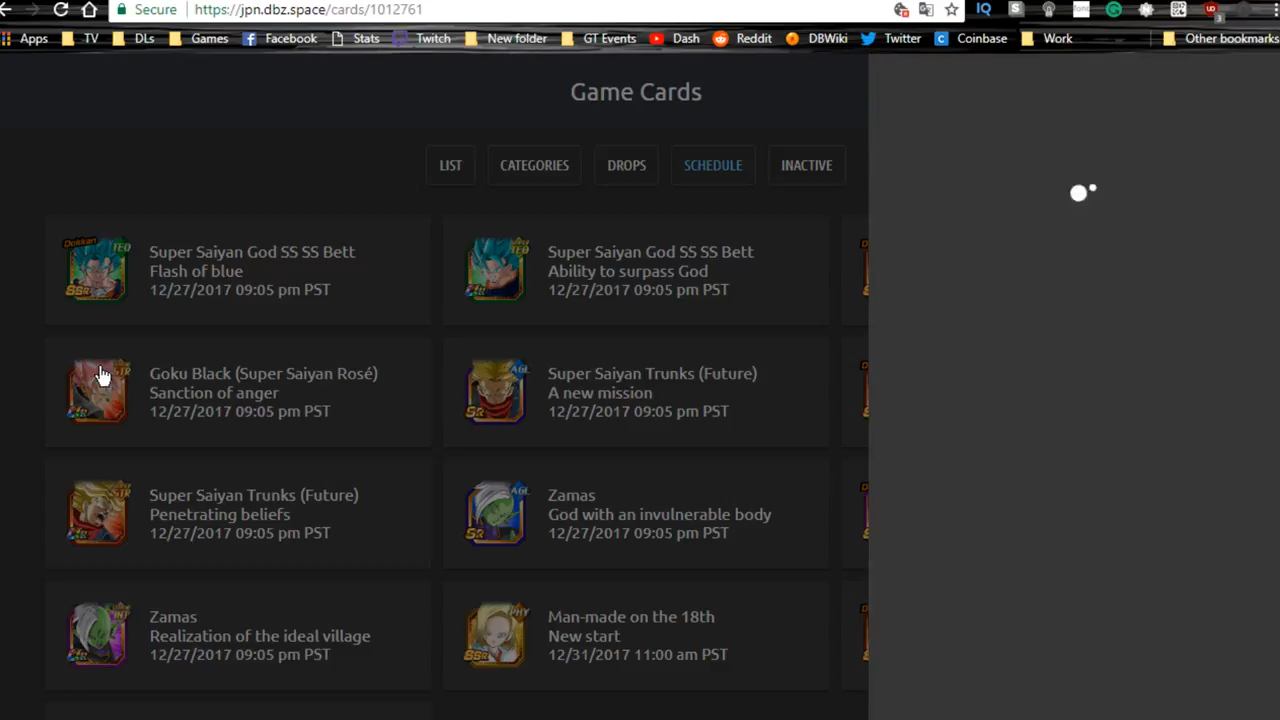 Secure https://jpn.dbz.space/cards/1012761
Apps TV DLs Games Facebook Stats Twitch New folder GT Events Dash Reddit DBWiki Twitter Coinbase Work Other bookmarks
Game Cards
LIST CATEGORIES DROPS SCHEDULE INACTIVE
Super Saiyan God SS SS Bett
Flash of blue
12/27/2017 09:05 pm PST
Super Saiyan God SS SS Bett
Ability to surpass God
12/27/2017 09:05 pm PST
Goku Black (Super Saiyan Rosé)
Sanction of anger
12/27/2017 09:05 pm PST
Super Saiyan Trunks (Future)
A new mission
12/27/2017 09:05 pm PST
Super Saiyan Trunks (Future)
Penetrating beliefs
12/27/2017 09:05 pm PST
Zamas
God with an invulnerable body
12/27/2017 09:05 pm PST
Zamas
Realization of the ideal village
12/27/2017 09:05 pm PST
Man-made on the 18th
New start
12/31/2017 11:00 am PST